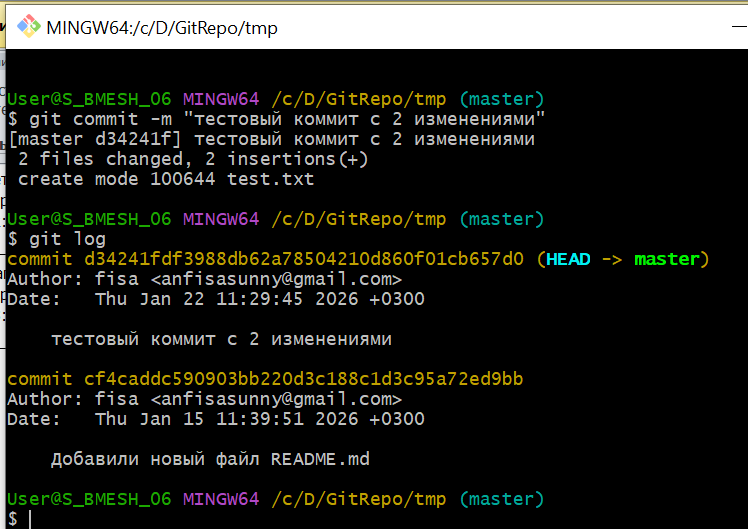 MINGW64:/c/D/GitRepo/tmp
User@S_BMESH_06 MINGW64 /c/D/GitRepo/tmp (master)
$ git commit -m "тестовый коммит с 2 изменениями"
[master d34241f] тестовый коммит с 2 изменениями
 2 files changed, 2 insertions(+)
 create mode 100644 test.txt
User@S_BMESH_06 MINGW64 /c/D/GitRepo/tmp (master)
$ git log
commit d34241fdf3988db62a78504210d860f01cb657d0 (HEAD -> master)
Author: fisa <anfisasunny@gmail.com>
Date:   Thu Jan 22 11:29:45 2026 +0300
    тестовый коммит с 2 изменениями
commit cf4caddc590903bb220d3c188c1d3c95a72ed9bb
Author: fisa <anfisasunny@gmail.com>
Date:   Thu Jan 15 11:39:51 2026 +0300
    Добавили новый файл README.md
User@S_BMESH_06 MINGW64 /c/D/GitRepo/tmp (master)
$